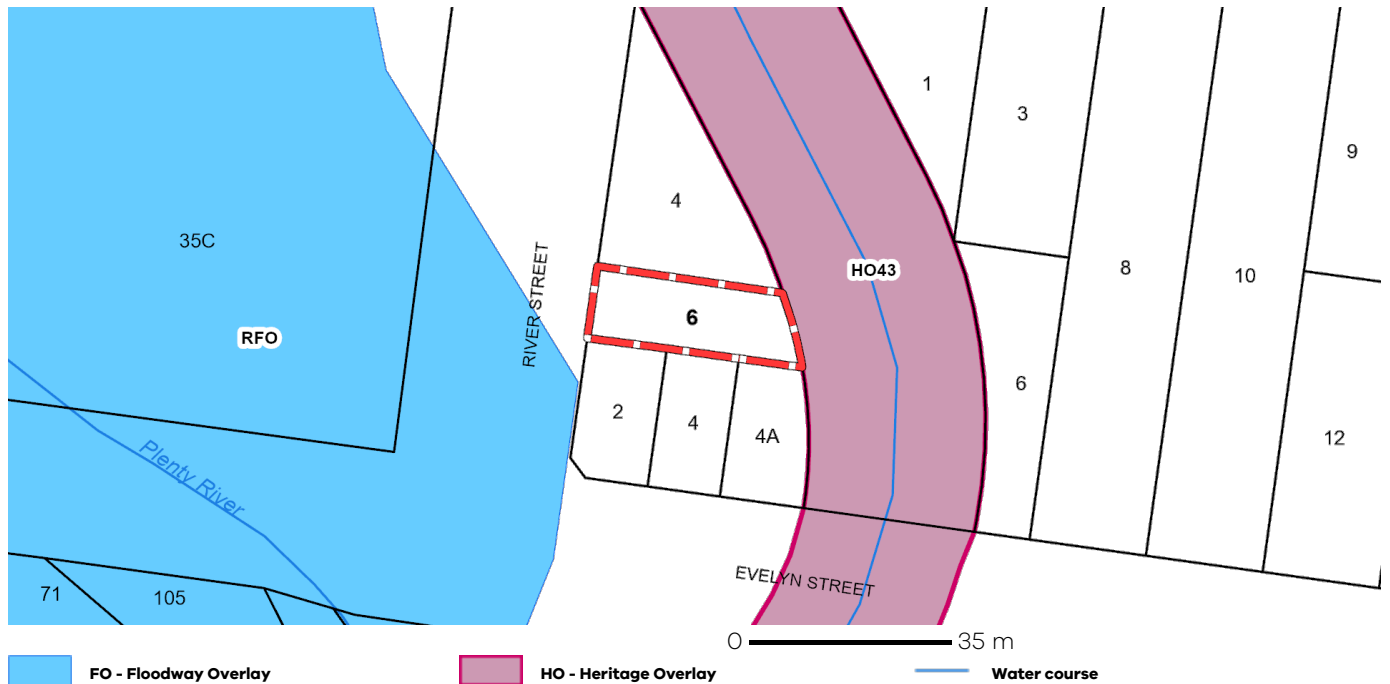 1
3
9
4
35C
RIVER STREET
HO43
8
10
6
RFO
6
2
4
4A
12
Plenty River
EVELYN STREET
71
105
0
35 m
FO - Floodway Overlay
HO - Heritage Overlay
Water course